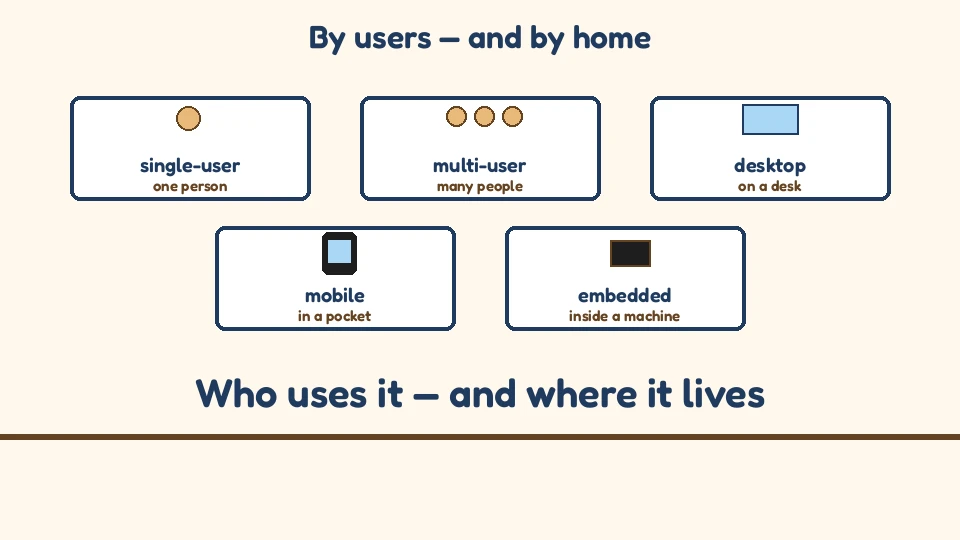 By users — and by home
single-user
one person
multi-user
many people
desktop
on a desk
mobile
in a pocket
embedded
inside a machine
Who uses it — and where it lives